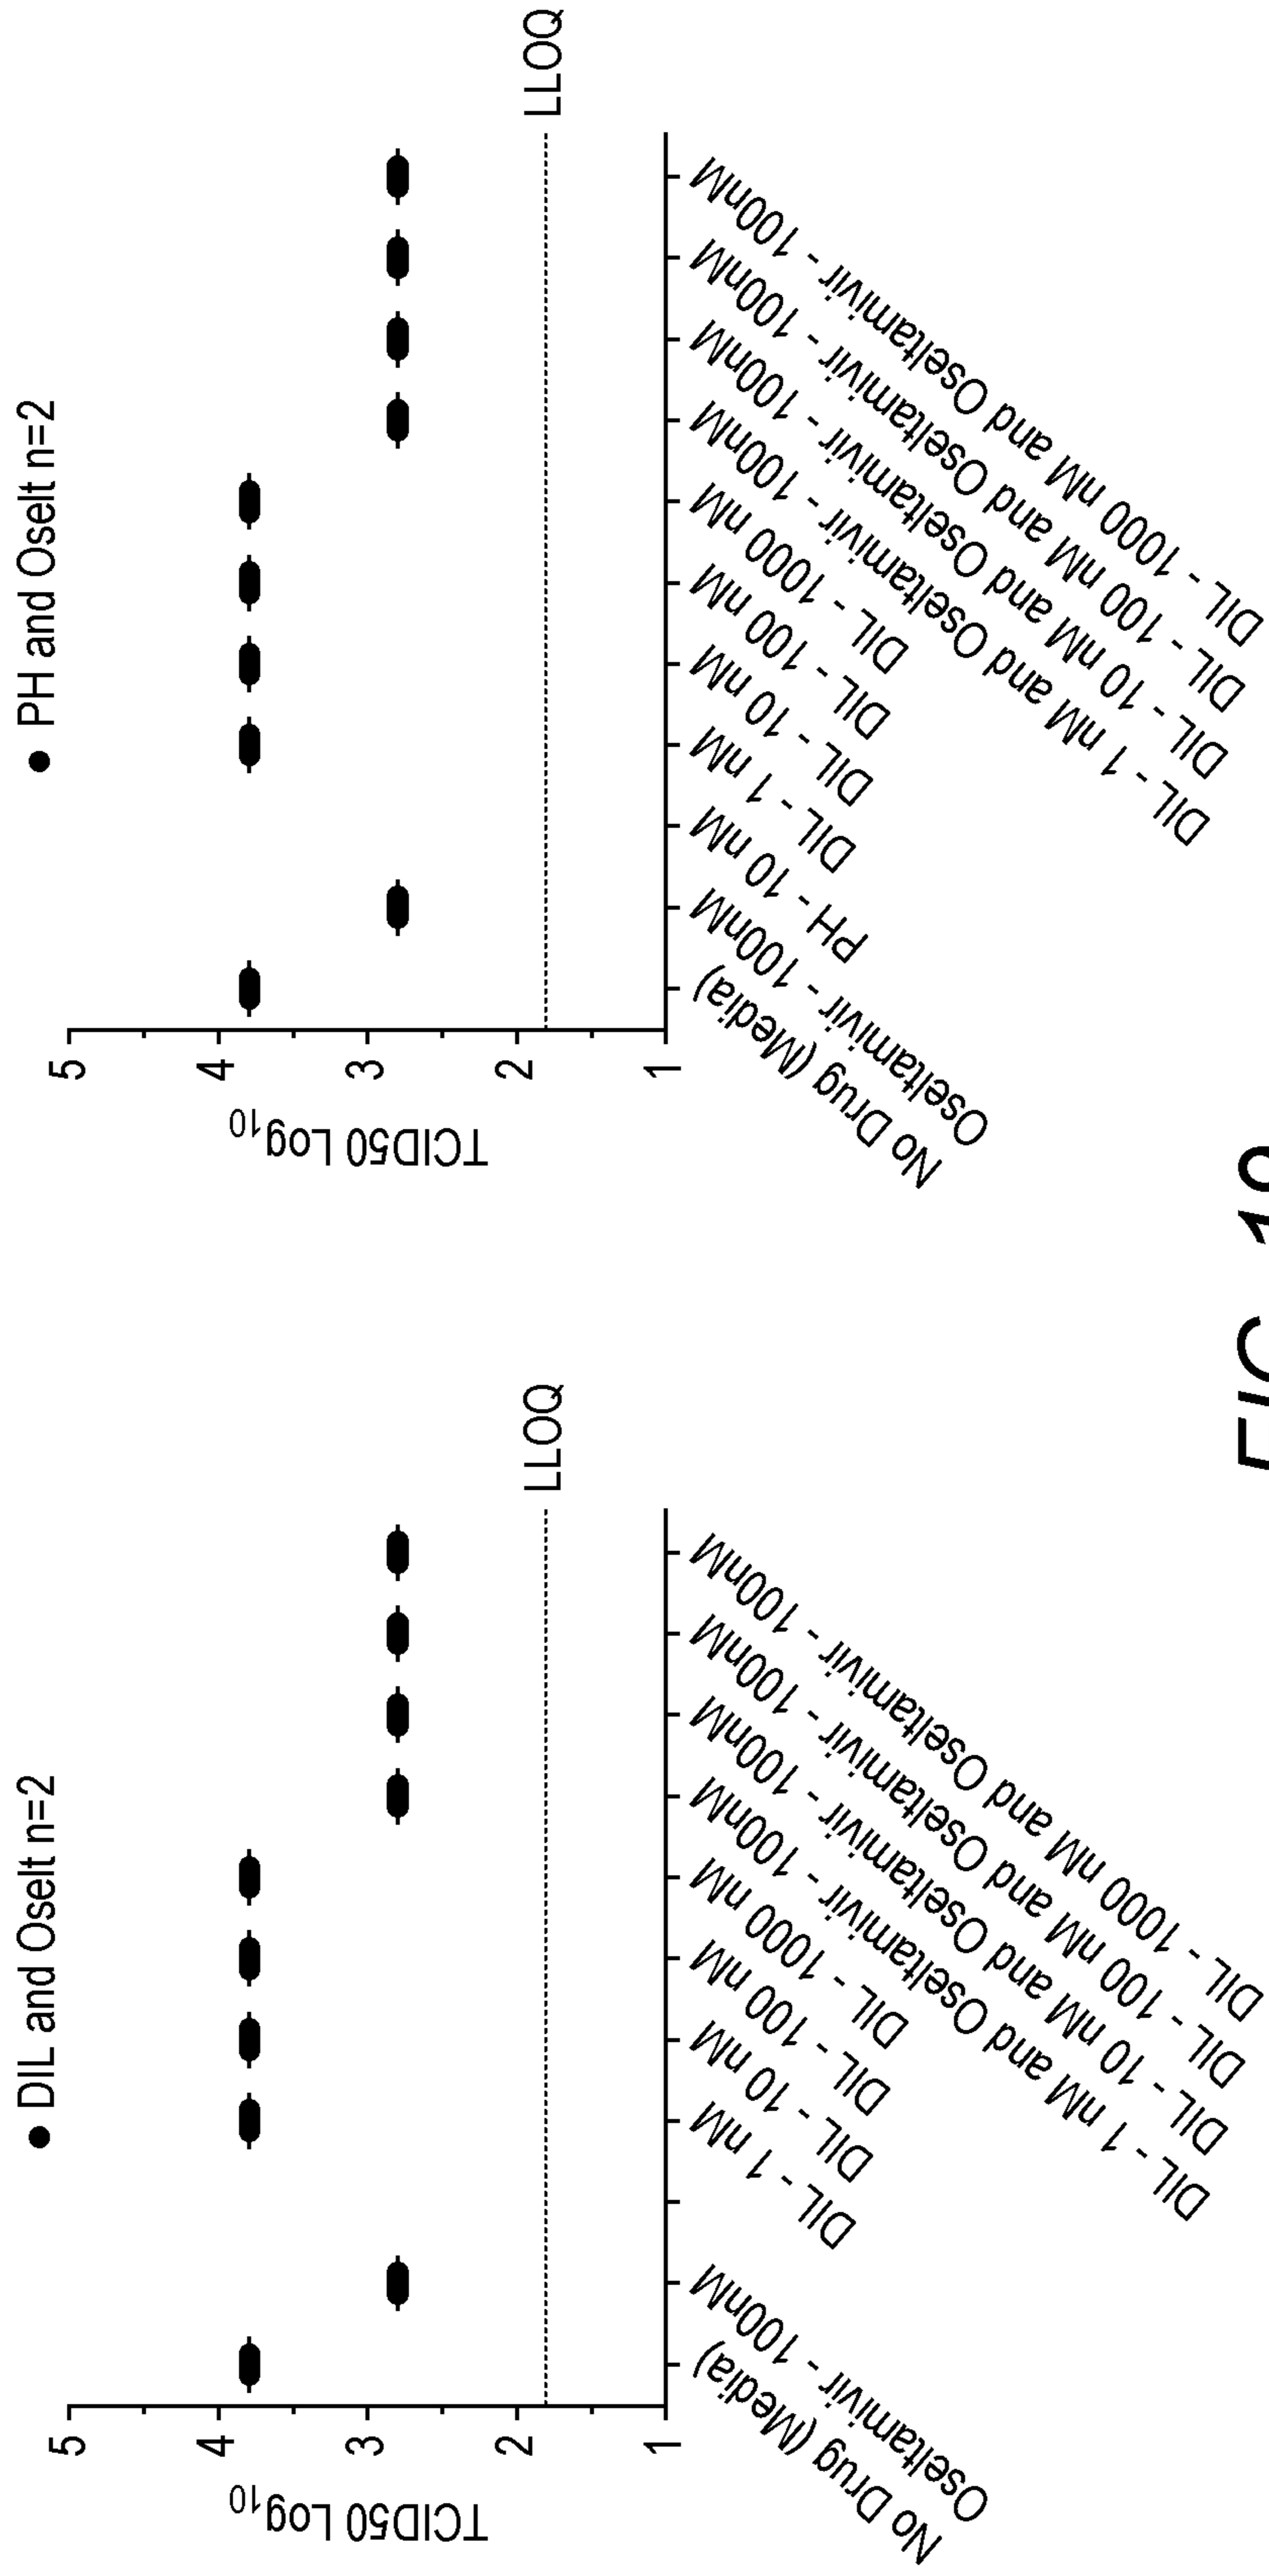 DIL and Oselt n=2
TCID50 Log10
5
4
3
2
1
LLOQ
No Drug (Media)
Oseltamivir - 100nM
DIL - 1 nM
DIL - 10 nM
DIL - 100 nM
DIL - 1000 nM
DIL - 1 nM and Oseltamivir - 100nM
DIL - 10 nM and Oseltamivir - 100nM
DIL - 100 nM and Oseltamivir - 100nM
DIL - 1000 nM and Oseltamivir - 100nM
PH and Oselt n=2
TCID50 Log10
5
4
3
2
1
LLOQ
No Drug (Media)
Oseltamivir - 100nM
PH - 10 nM
DIL - 1 nM
DIL - 10 nM
DIL - 100 nM
DIL - 1000 nM
DIL - 1 nM and Oseltamivir - 100nM
DIL - 10 nM and Oseltamivir - 100nM
DIL - 100 nM and Oseltamivir - 100nM
DIL - 1000 nM and Oseltamivir - 100nM
FIG.